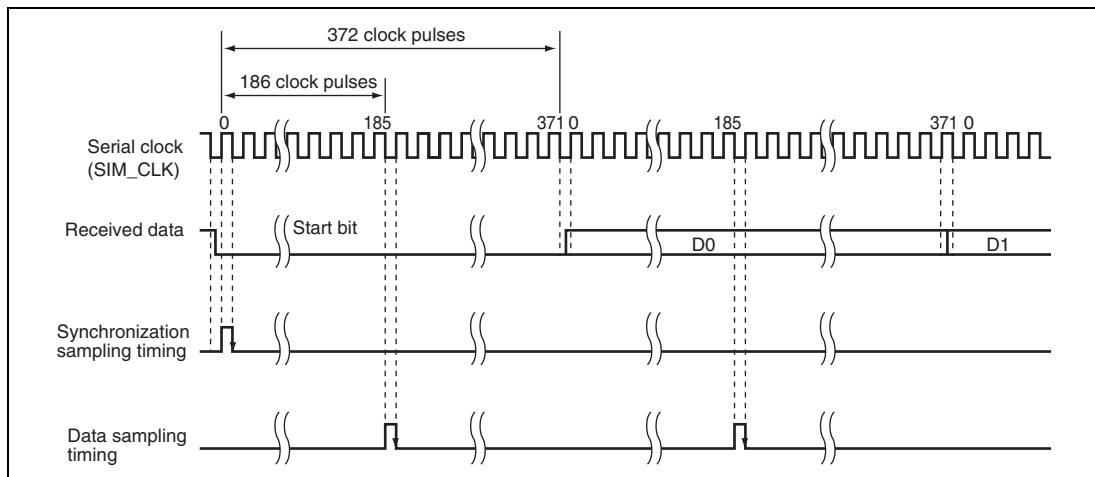 372 clock pulses
186 clock pulses
0 185 371 0 185 371 0
Serial clock
(SIM_CLK)
Received data
Start bit
D0
D1
Synchronization
sampling timing
Data sampling
timing